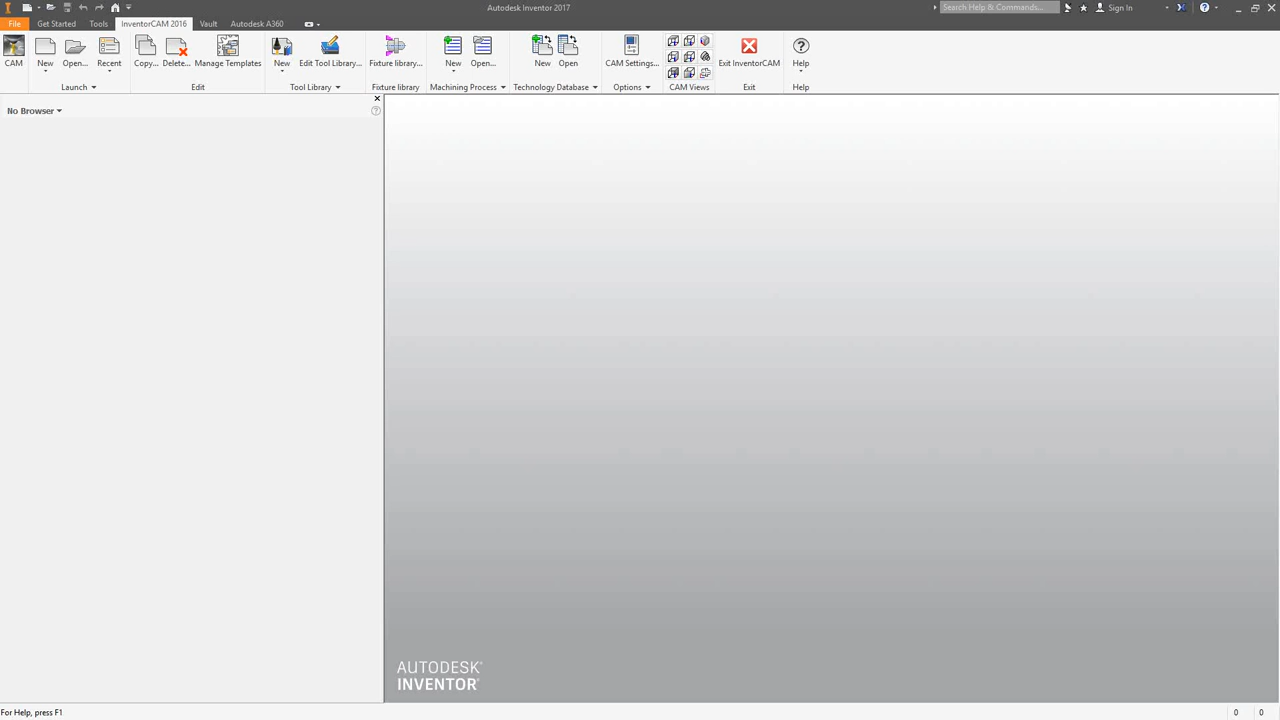 Autodesk Inventor 2017
Search Help & Commands...
Sign In
File
Get Started
Tools
InventorCAM 2016
Vault
Autodesk A360
CAM
New
Open...
Recent
Copy...
Delete...
Manage Templates
New
Edit Tool Library...
Fixture library...
New
Open...
New
Open
CAM Settings...
Exit InventorCAM
Help
Launch
Edit
Tool Library
Fixture library
Machining Process
Technology Database
Options
CAM Views
Exit
Help
No Browser
AUTODESK®
INVENTOR®
For Help, press F1
0
0